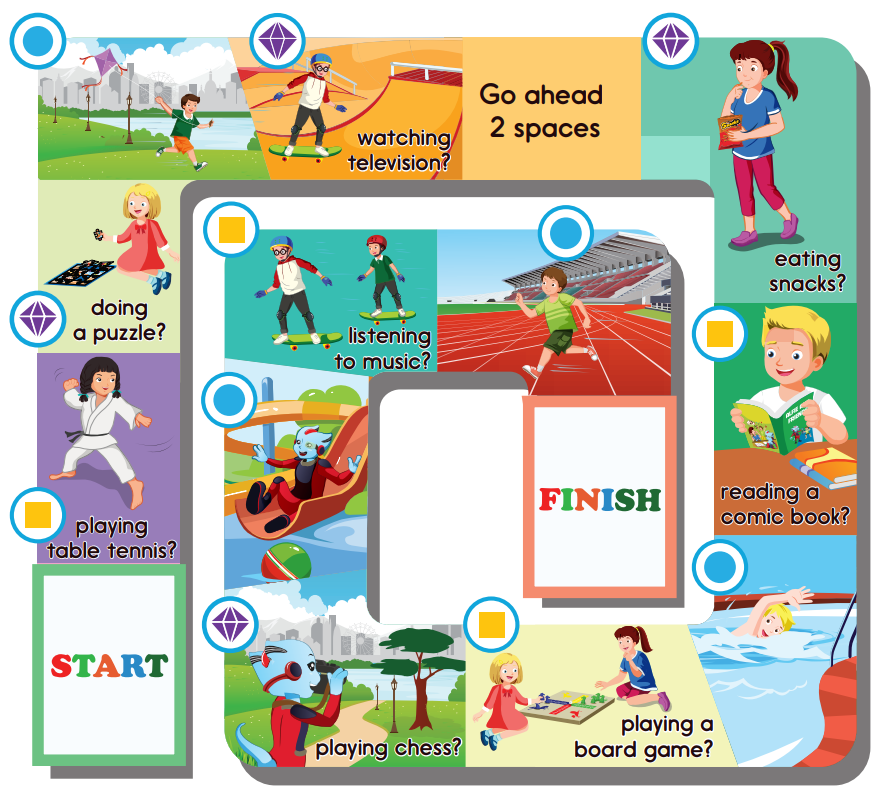 watching
television?
Go ahead
2 spaces
eating
snacks?
doing
a puzzle?
listening
to music?
reading a
comic book?
playing
table tennis?
FINISH
START
playing chess?
playing a
board game?